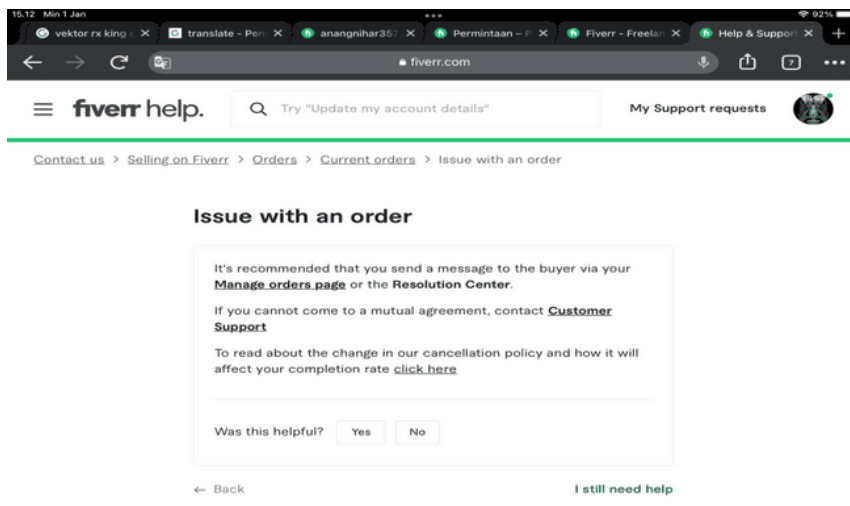 15.12 Min 1 Jan
92%
vektor rx king
translate - Pen
anangnihar357
Permintaan – P
Fiverr - Freelan
Help & Support
fiverr.com
7
fiverr help.
Try "Update my account details"
My Support requests
Contact us > Selling on Fiverr > Orders > Current orders > Issue with an order
Issue with an order
It's recommended that you send a message to the buyer via your
Manage orders page or the Resolution Center.
If you cannot come to a mutual agreement, contact Customer
Support
To read about the change in our cancellation policy and how it will
affect your completion rate click here
Was this helpful? Yes No
← Back
I still need help